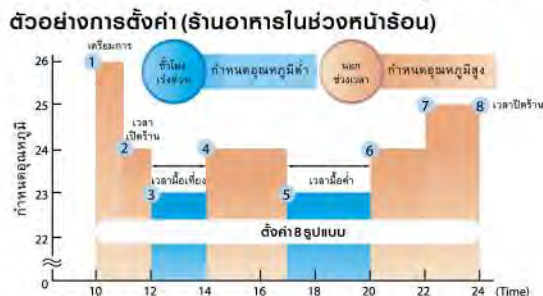 ตัวอย่างการตั้งค่า (ร้านอาหารในช่วงหน้าร้อน)
เตรียมการ
ชั่วโมง
เร่งด่วน
กำหนดอุณหภูมิต่ำ
นอก
ช่วงเวลา
กำหนดอุณหภูมิสูง
กำหนดอุณหภูมิ
26
25
24
23
22
0
1
2
3
4
5
6
7
8
เวลา
เปิดร้าน
เวลามื้อเที่ยง
เวลามื้อค่ำ
เวลาปิดร้าน
ตั้งค่า 8 รูปแบบ
10 12 14 16 18 20 22 24 (Time)